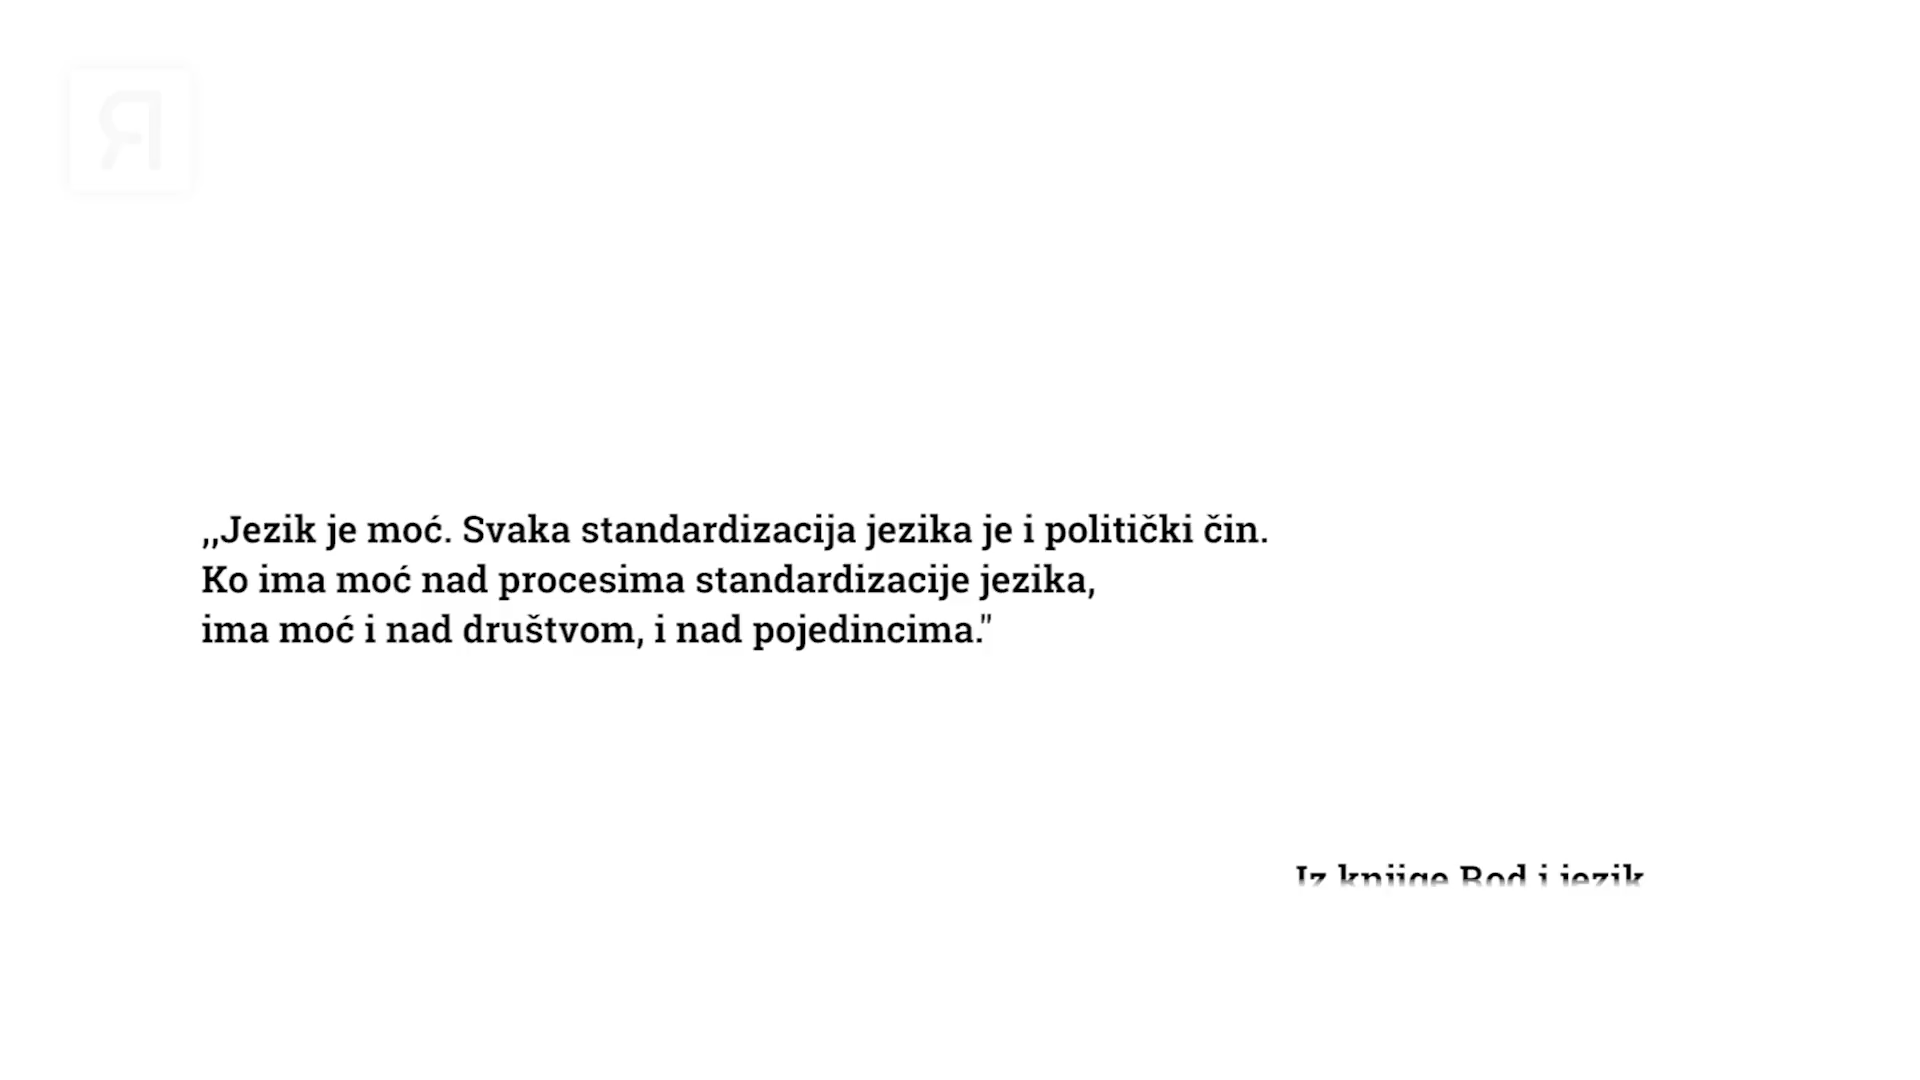 Я
,,Jezik je moć. Svaka standardizacija jezika je i politički čin.
Ko ima moć nad procesima standardizacije jezika,
ima moć i nad društvom, i nad pojedincima."
Iz knjige Rod i jezik